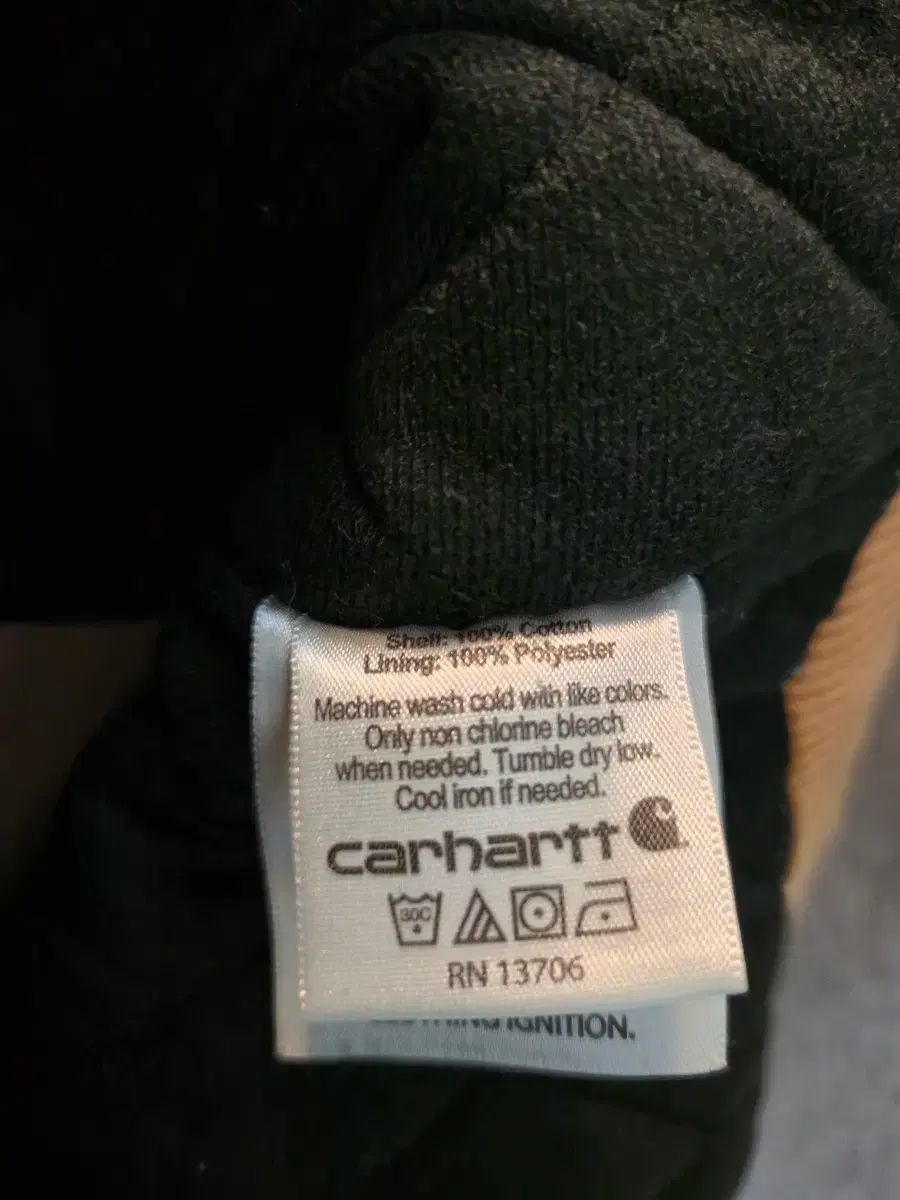 Shell: 100% Cotton
Lining: 100% Polyester
Machine wash cold with like colors.
Only non chlorine bleach
when needed. Tumble dry low.
Cool iron if needed.
carhartt
30C
RN 13706
IGNITION.